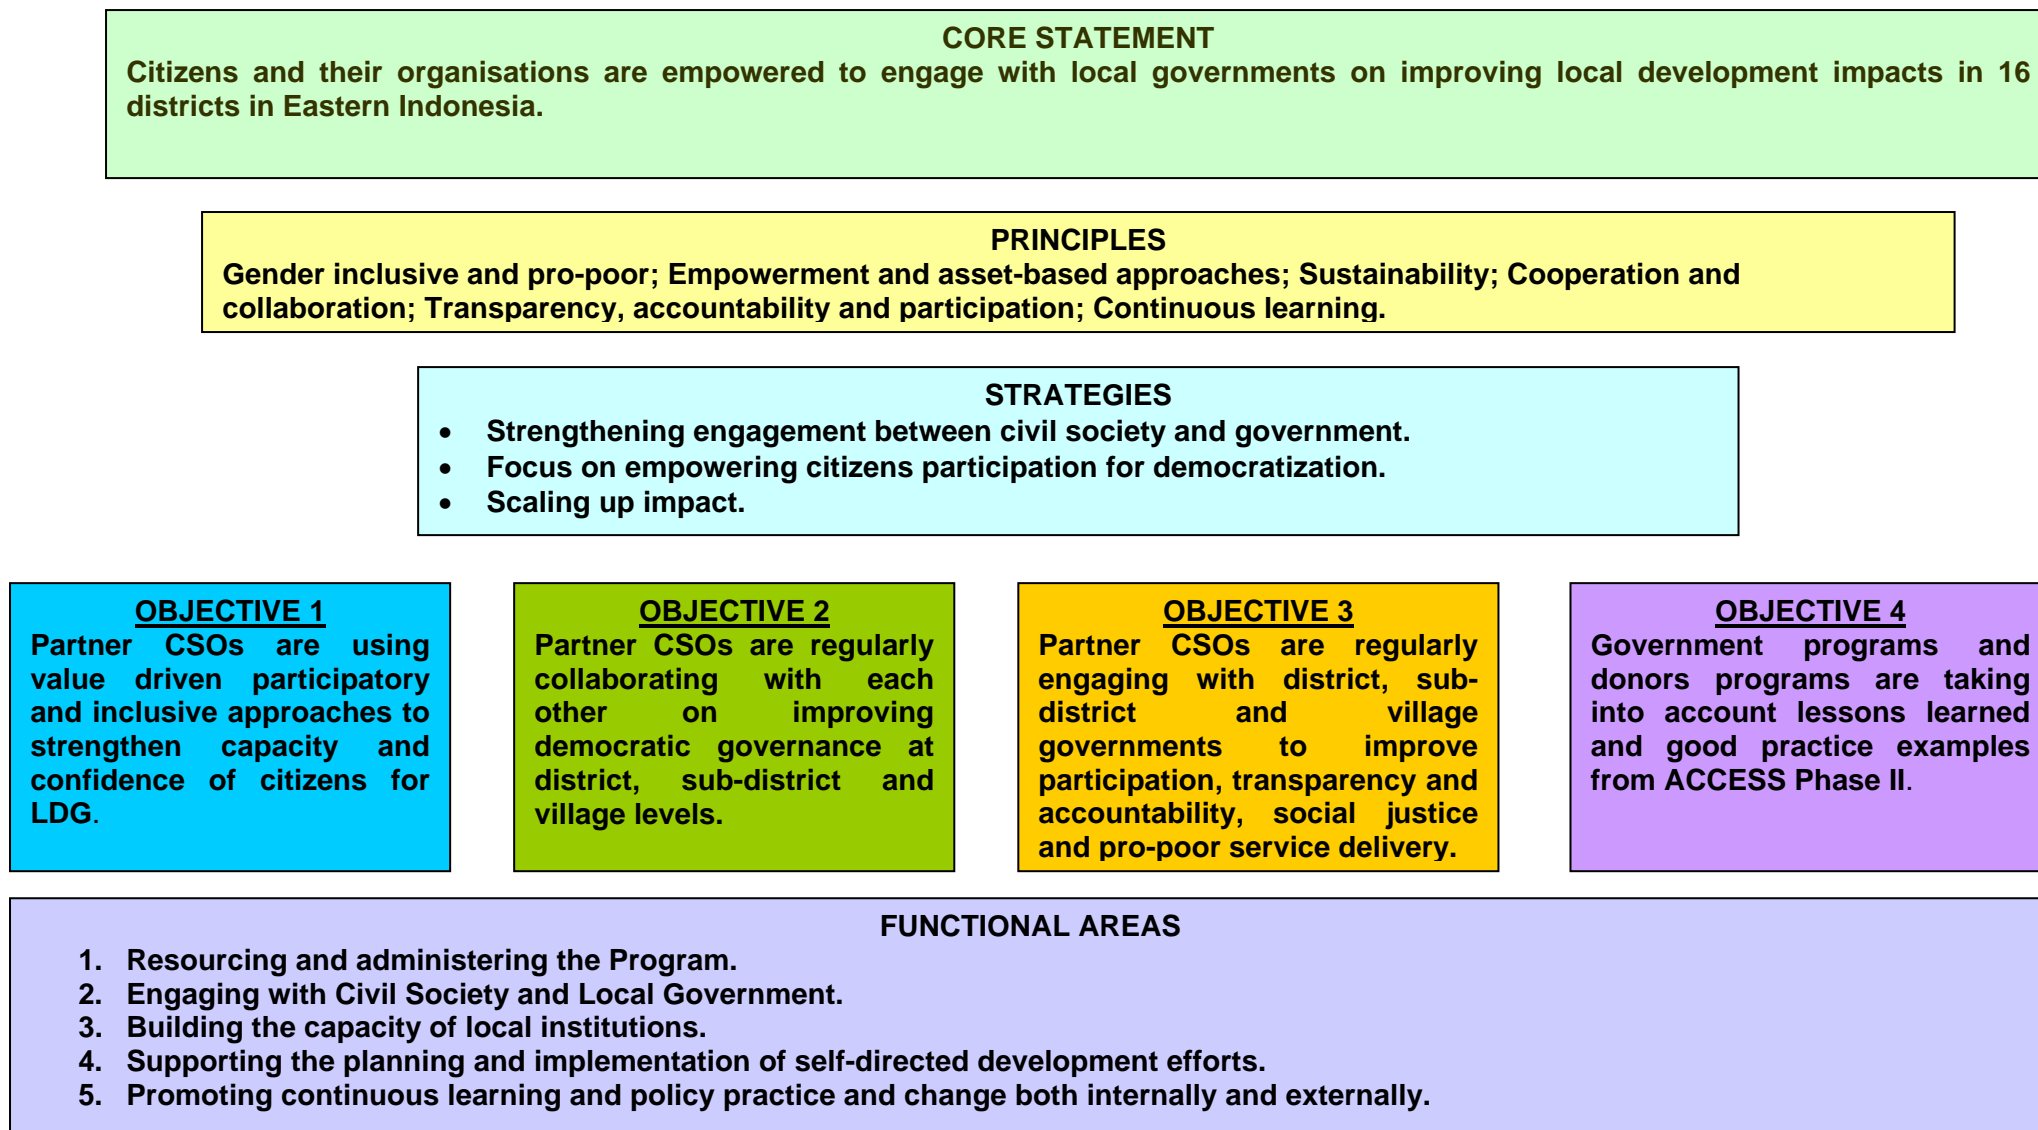 CORE STATEMENT
Citizens and their organisations are empowered to engage with local governments on improving local development impacts in 16
districts in Eastern Indonesia.
PRINCIPLES
Gender inclusive and pro-poor; Empowerment and asset-based approaches; Sustainability; Cooperation and
collaboration; Transparency, accountability and participation; Continuous learning.
STRATEGIES
• Strengthening engagement between civil society and government.
• Focus on empowering citizens participation for democratization.
• Scaling up impact.
OBJECTIVE 1
Partner CSOs are using
value driven participatory
and inclusive approaches to
strengthen capacity and
confidence of citizens for
LDG.
OBJECTIVE 2
Partner CSOs are regularly
collaborating with each
other on improving
democratic governance at
district, sub-district and
village levels.
OBJECTIVE 3
Partner CSOs are regularly
engaging with district, sub-
district and village
governments to improve
participation, transparency and
accountability, social justice
and pro-poor service delivery.
OBJECTIVE 4
Government programs and
donors programs are taking
into account lessons learned
and good practice examples
from ACCESS Phase II.
FUNCTIONAL AREAS
1. Resourcing and administering the Program.
2. Engaging with Civil Society and Local Government.
3. Building the capacity of local institutions.
4. Supporting the planning and implementation of self-directed development efforts.
5. Promoting continuous learning and policy practice and change both internally and externally.